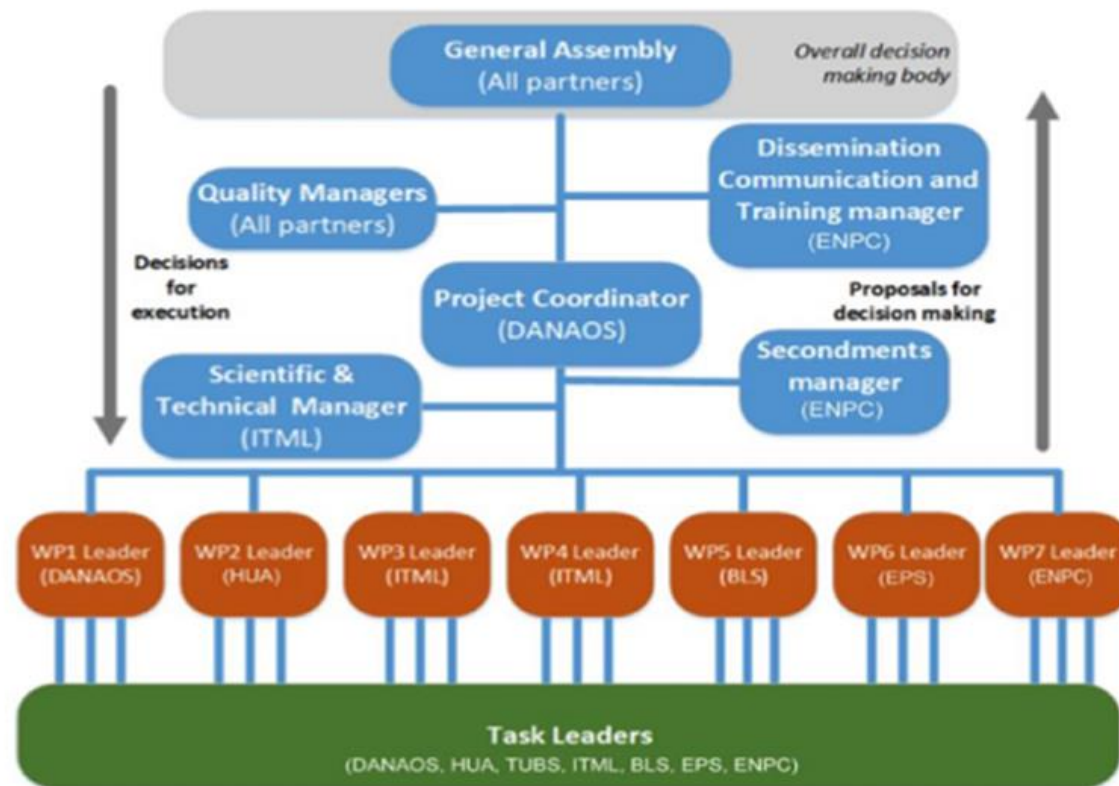 General Assembly
(All partners)
Overall decision
making body
Quality Managers
(All partners)
Dissemination
Communication and
Training manager
(ENPC)
Decisions
for
execution
Project Coordinator
(DANAOS)
Proposals for
decision making
Scientific &
Technical Manager
(ITML)
Secondments
manager
(ENPC)
WP1 Leader
(DANAOS)
WP2 Leader
(HUA)
WP3 Leader
(ITML)
WP4 Leader
(ITML)
WP5 Leader
(BLS)
WP6 Leader
(EPS)
WP7 Leader
(ENPC)
Task Leaders
(DANAOS, HUA, TUBS, ITML, BLS, EPS, ENPC)